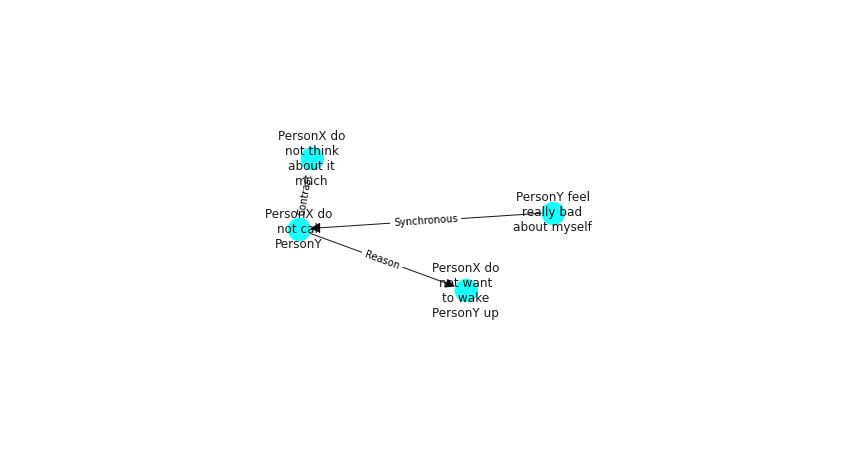 PersonX do
not think
about it
much
Contrast
PersonX do
not call
PersonY
Synchronous
PersonY feel
really bad
about myself
Reason
PersonX do
not want
to wake
PersonY up